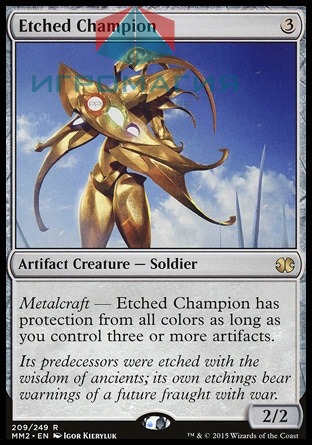 Etched Champion 3
ИГРОМАГИЯ
Artifact Creature — Soldier
Metalcraft — Etched Champion has
protection from all colors as long as
you control three or more artifacts.
Its predecessors were etched with the
wisdom of ancients; its own etchings bear
warnings of a future fraught with war.
2/2
209/249 R
MM2 • EN Igor Kieryluk
™ & © 2015 Wizards of the Coast